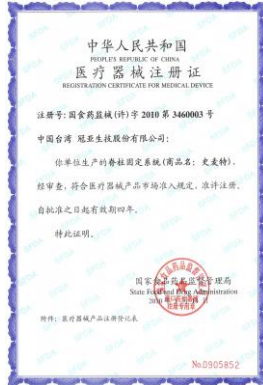 中华人民共和国
PEOPLE'S REPUBLIC OF CHINA
医疗器械注册证
REGISTRATION CERTIFICATE FOR MEDICAL DEVICE
注册号:国食药监械(许)字 2010 第 3460003 号
中国台湾 冠亚生技股份有限公司:
你单位生产的脊柱固定系统(商品名:史麦特),
经审查,符合医疗器械产品市场准入规定,准许注册,
自批准之日起有效期四年。
特此证明。
国家食品药品监督管理局
State Food and Drug Administration
附件:医疗器械产品注册登记表
No.0905852